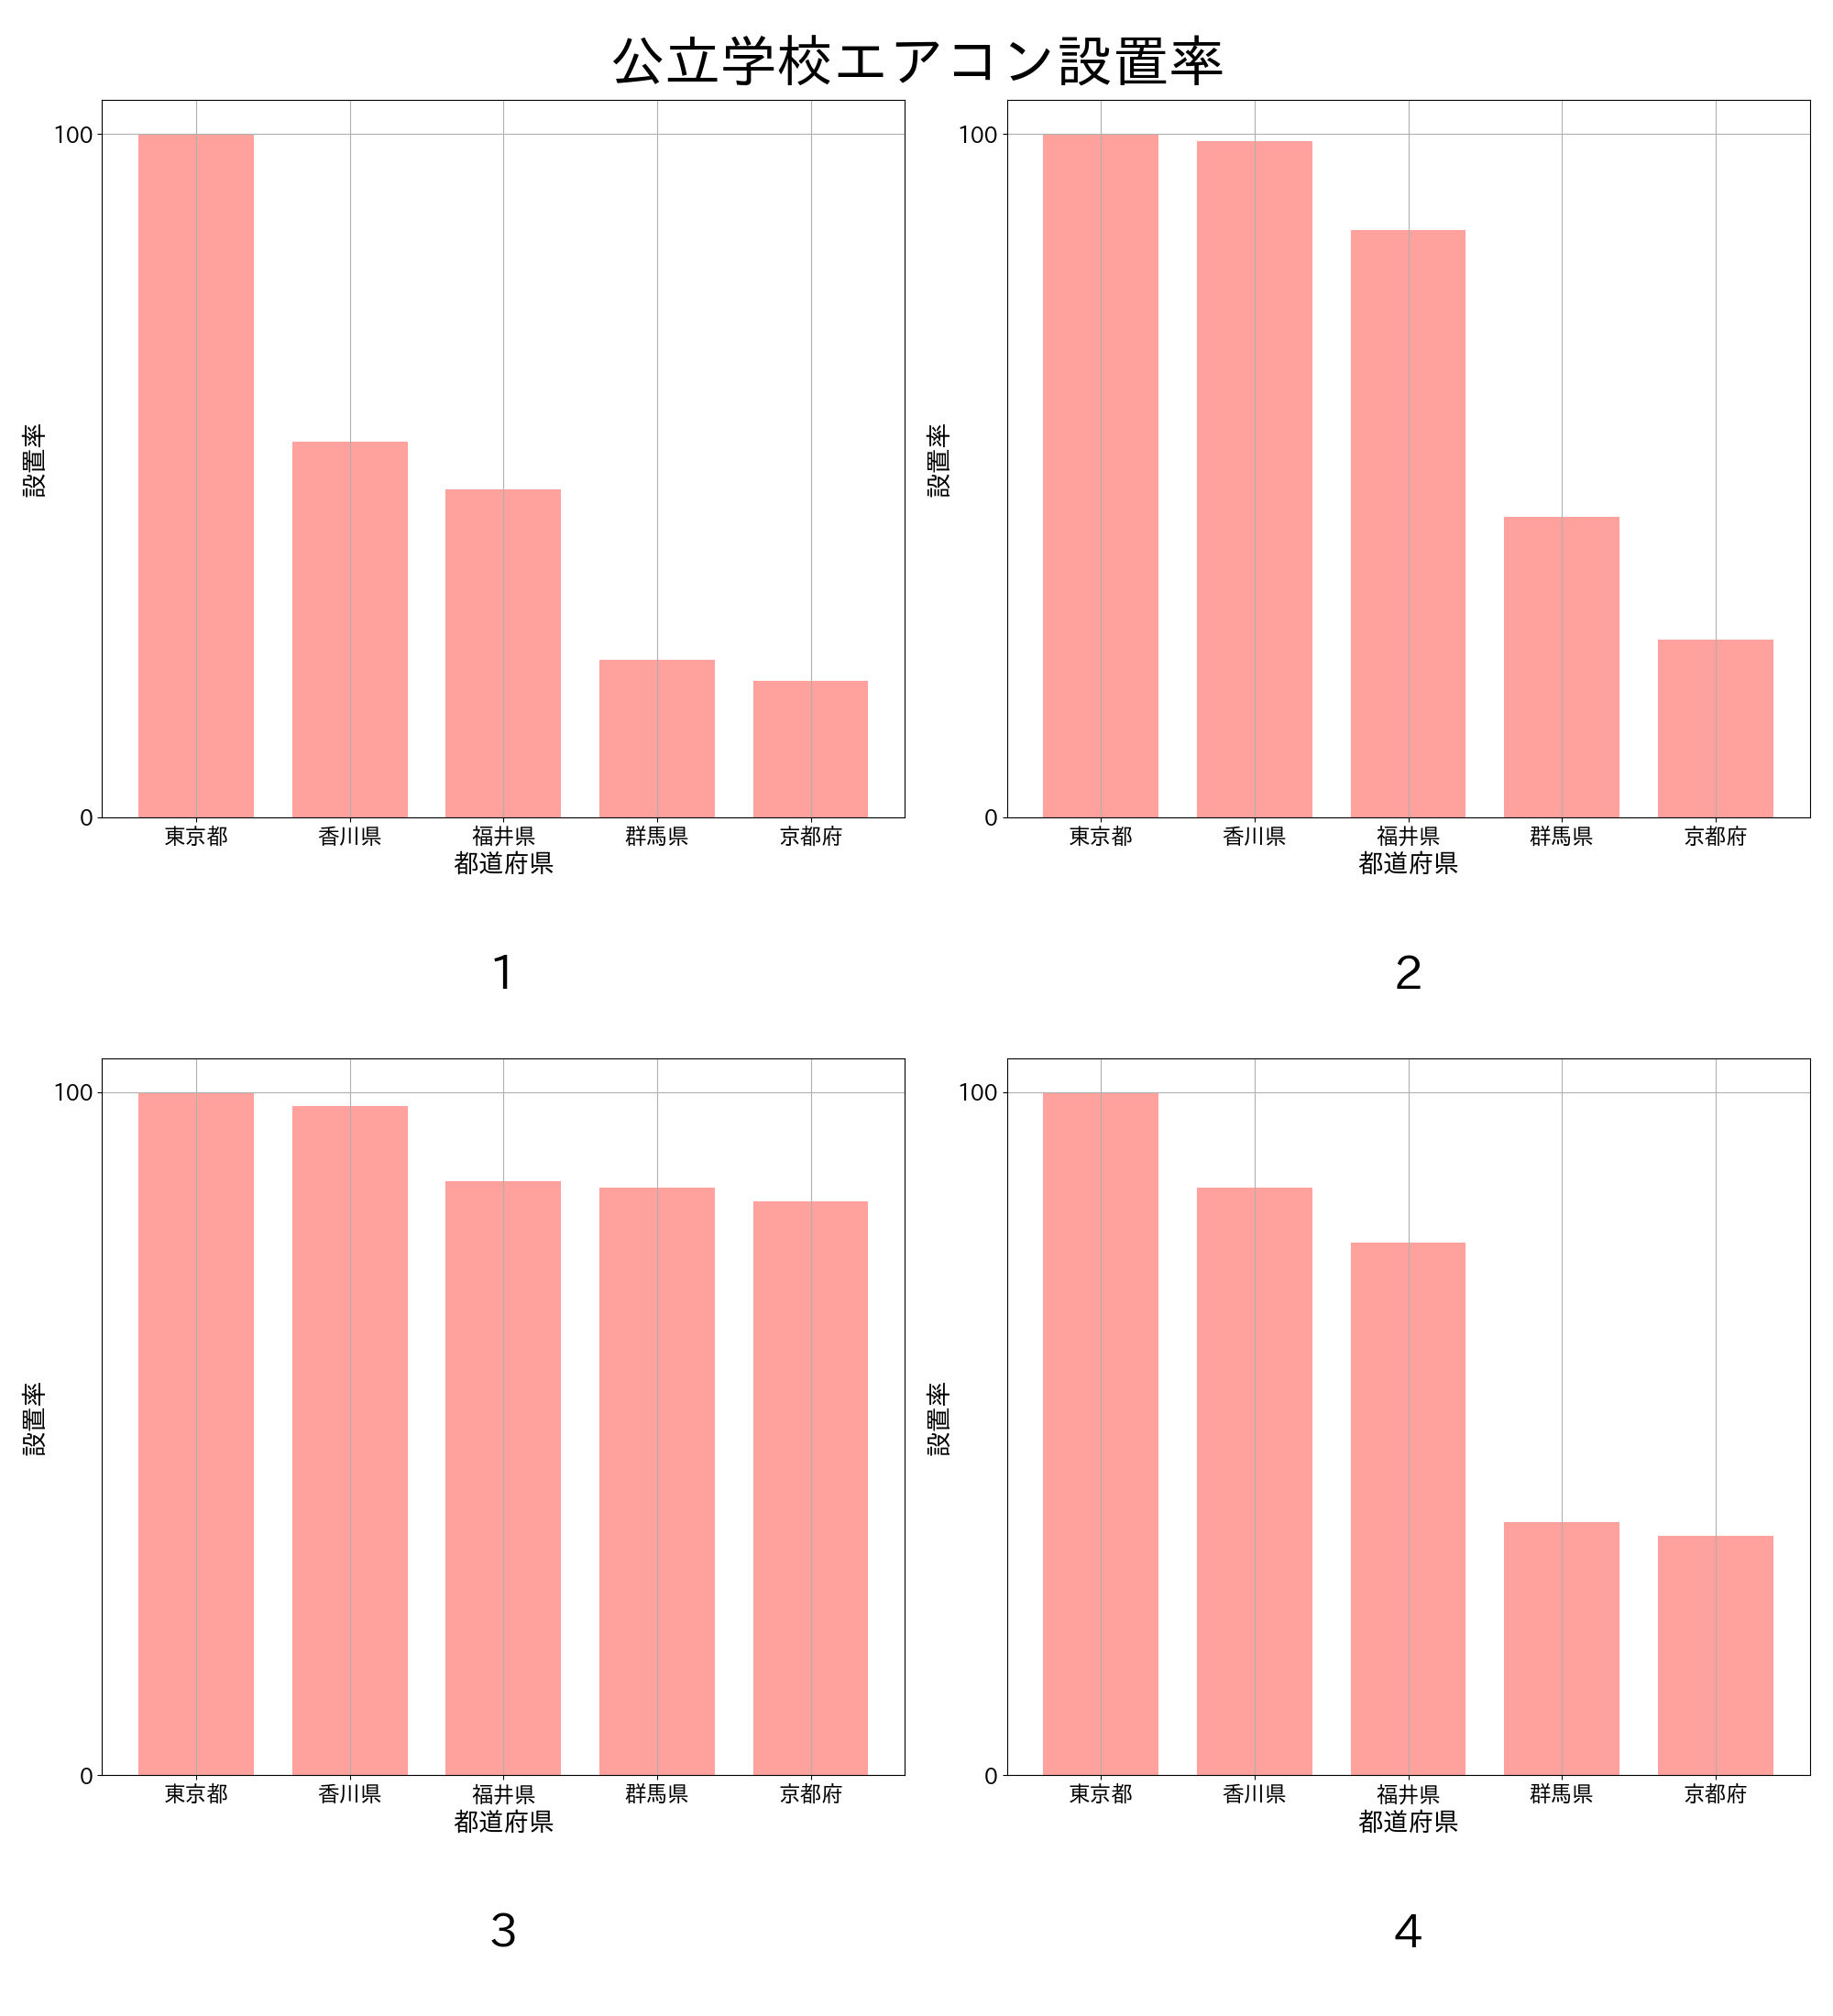 公立学校エアコン設置率
100
0
設置率
東京都 香川県 福井県 群馬県 京都府
都道府県
1
100
0
設置率
東京都 香川県 福井県 群馬県 京都府
都道府県
2
100
0
設置率
東京都 香川県 福井県 群馬県 京都府
都道府県
3
100
0
設置率
東京都 香川県 福井県 群馬県 京都府
都道府県
4